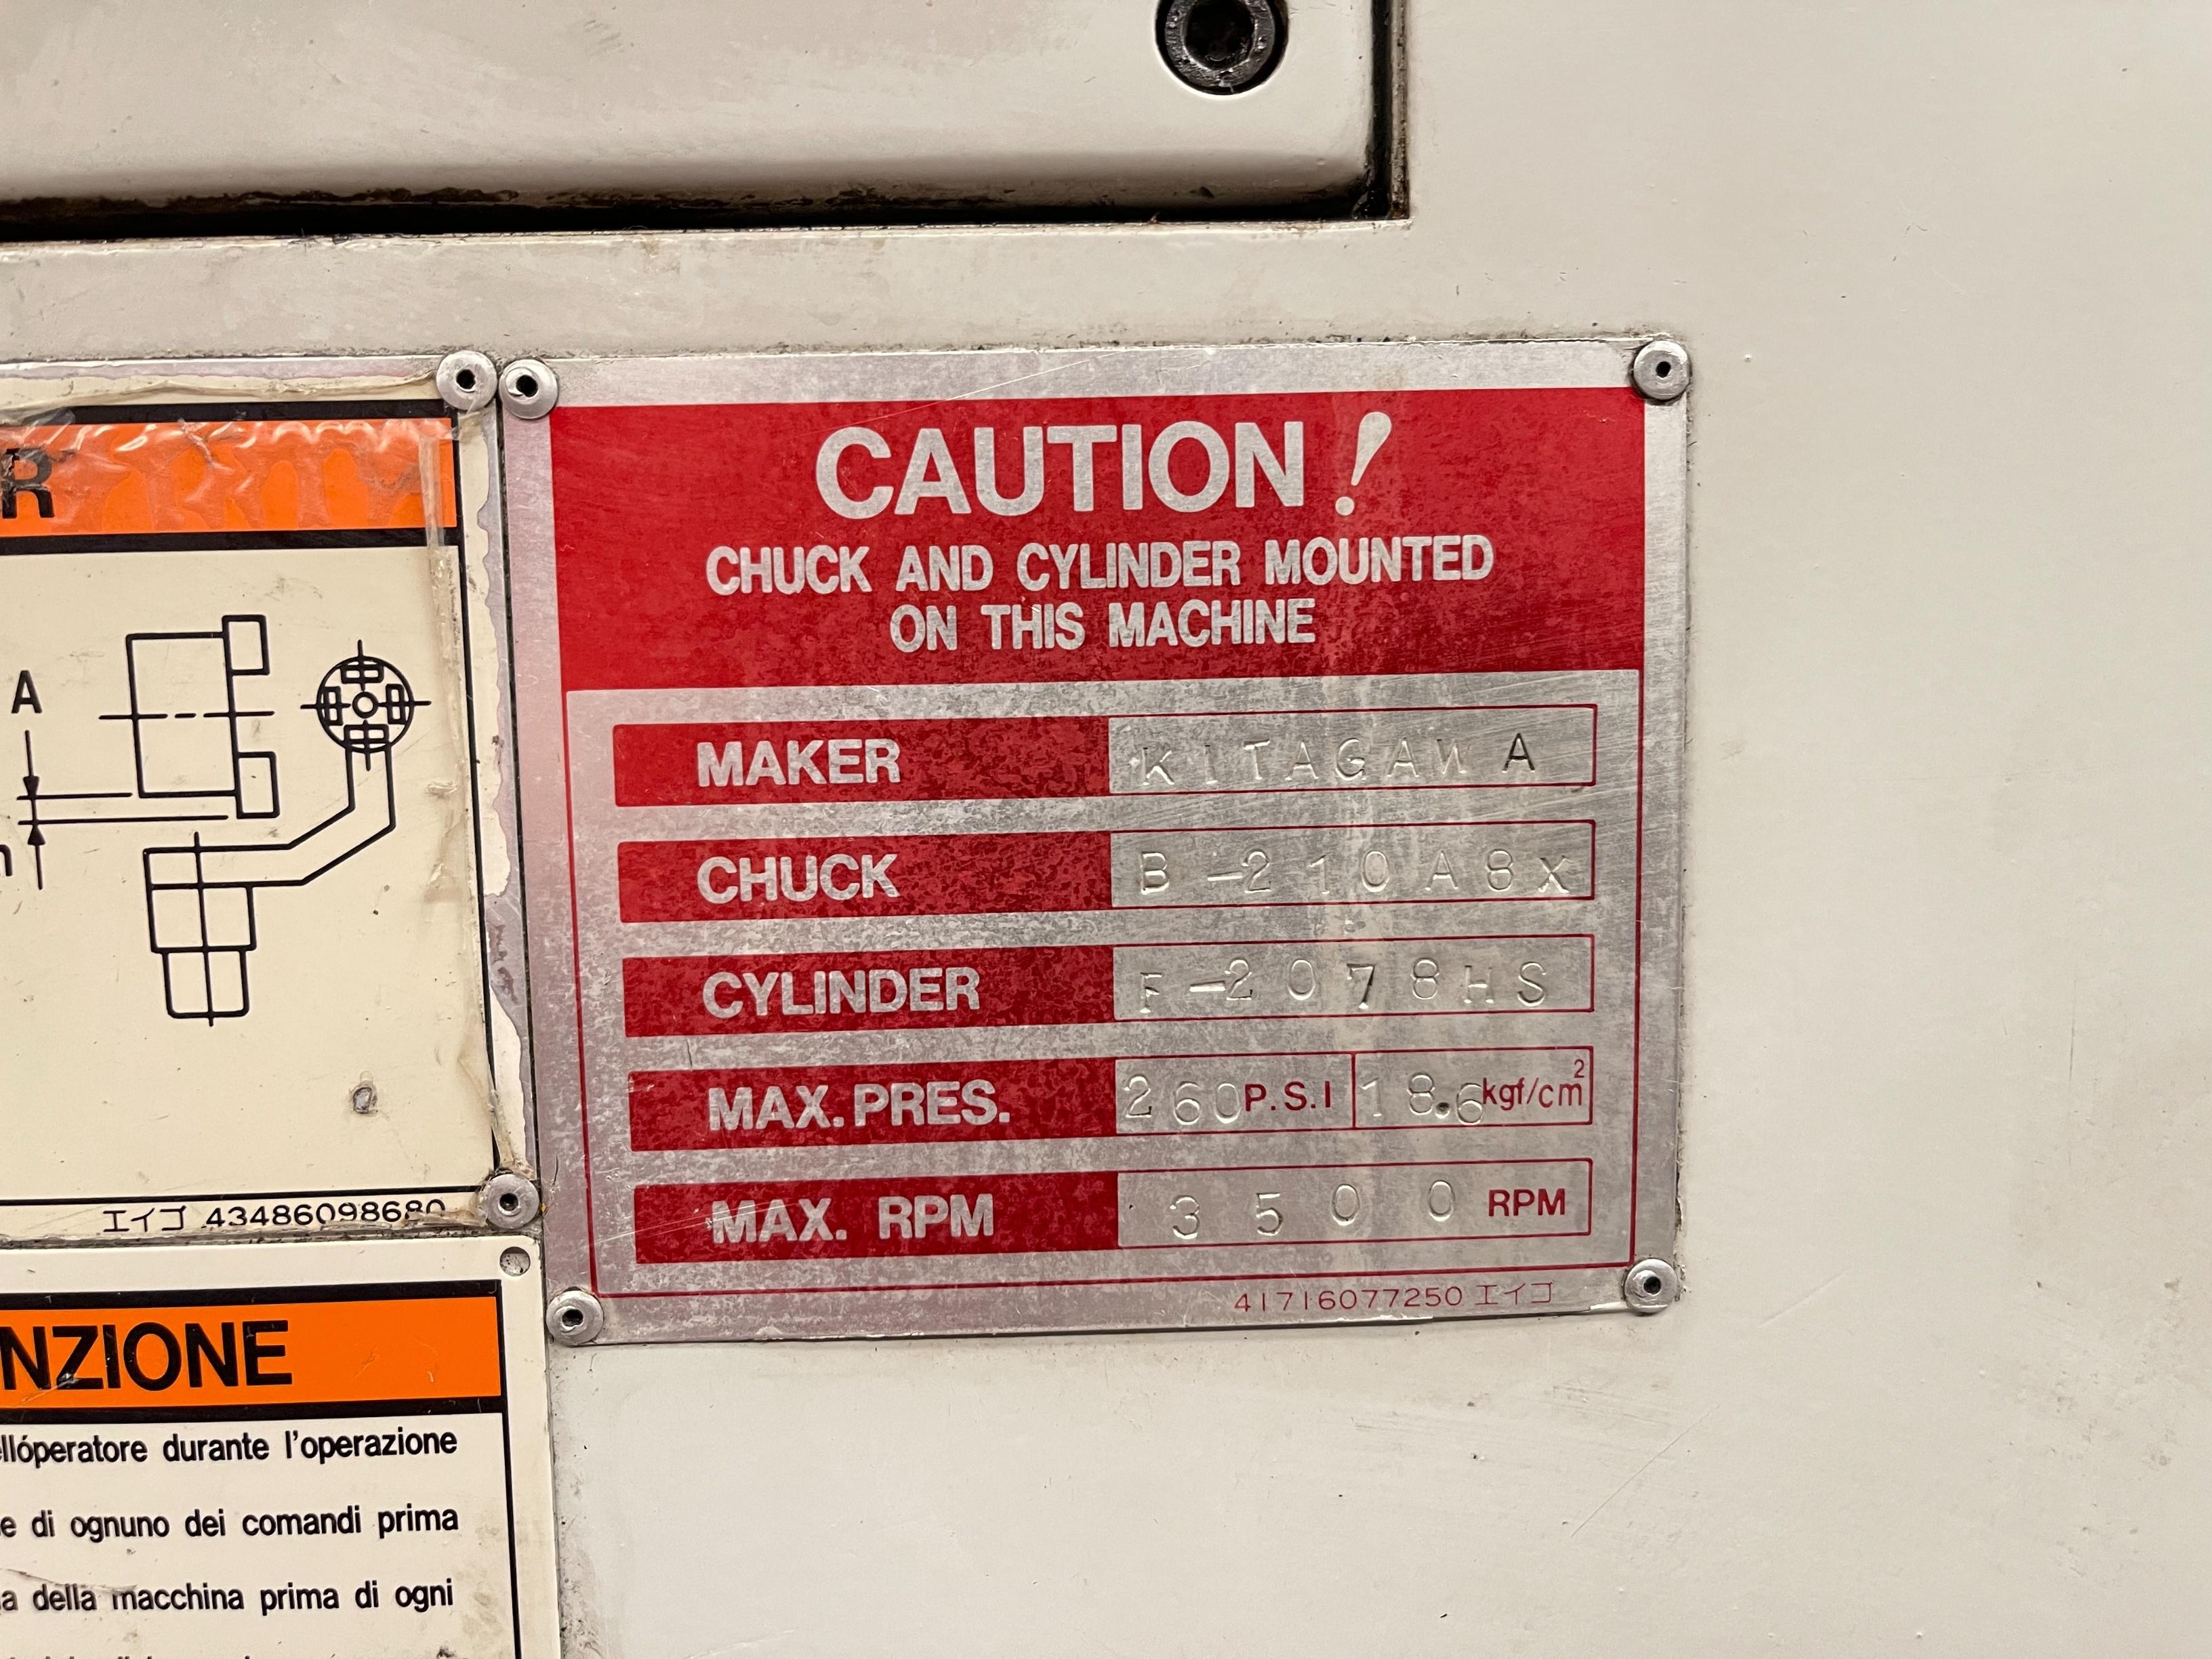 R
A
エイゴ 43486098680
NZIONE
ellóperatore durante l'operazione
e di ognuno dei comandi prima
a della macchina prima di ogni
CAUTION!
CHUCK AND CYLINDER MOUNTED
ON THIS MACHINE
MAKER KITAGAWA
CHUCK B-210A8X
CYLINDER F-2078HS
MAX.PRES. 260 P.S.I 18.6 kgf/cm²
MAX. RPM 3500 RPM
41716077250 エイゴ